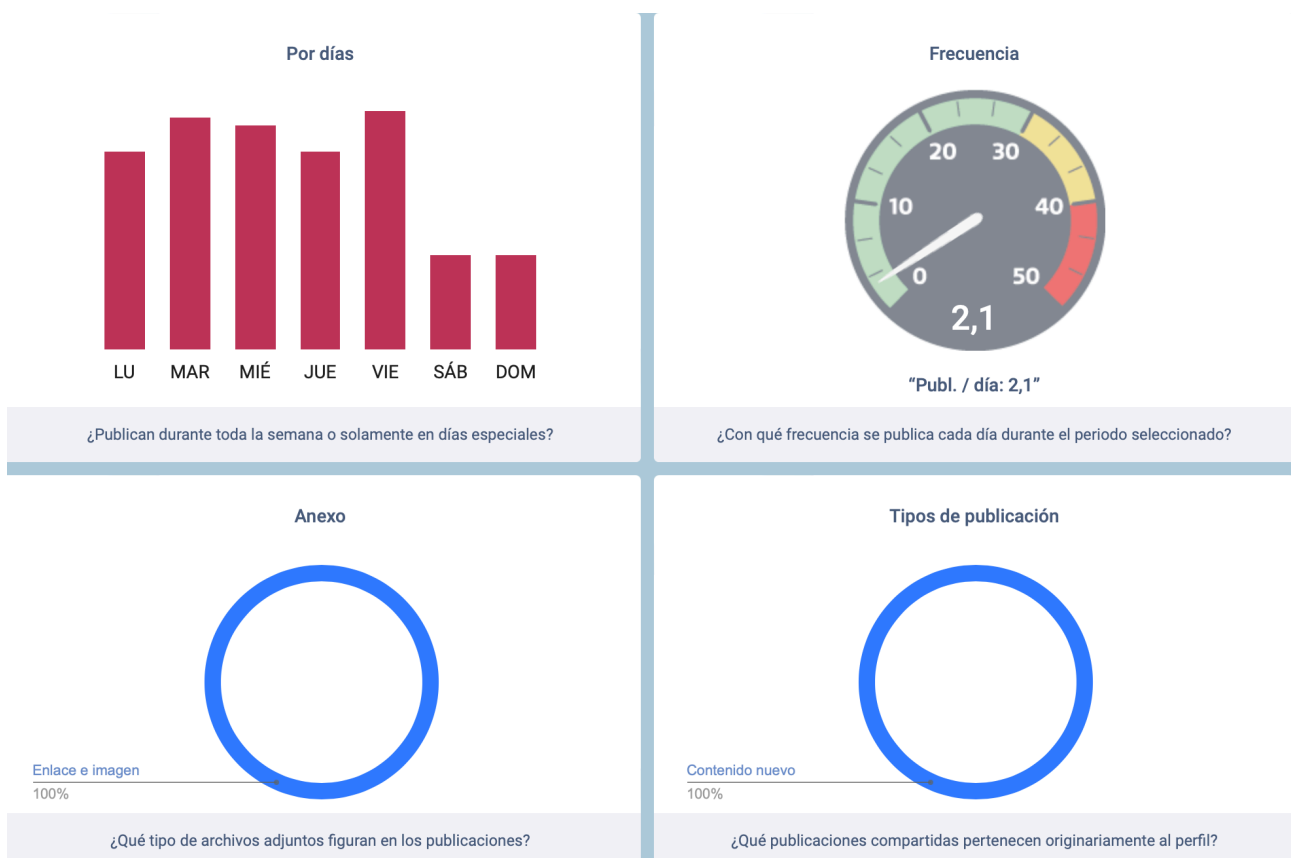 Por días
LU MAR MIÉ JUE VIE SÁB DOM
¿Publican durante toda la semana o solamente en días especiales?
Frecuencia
0 10 20 30 40 50
2,1
“Publ. / día: 2,1”
¿Con qué frecuencia se publica cada día durante el periodo seleccionado?
Anexo
Enlace e imagen
100%
¿Qué tipo de archivos adjuntos figuran en los publicaciones?
Tipos de publicación
Contenido nuevo
100%
¿Qué publicaciones compartidas pertenecen originariamente al perfil?